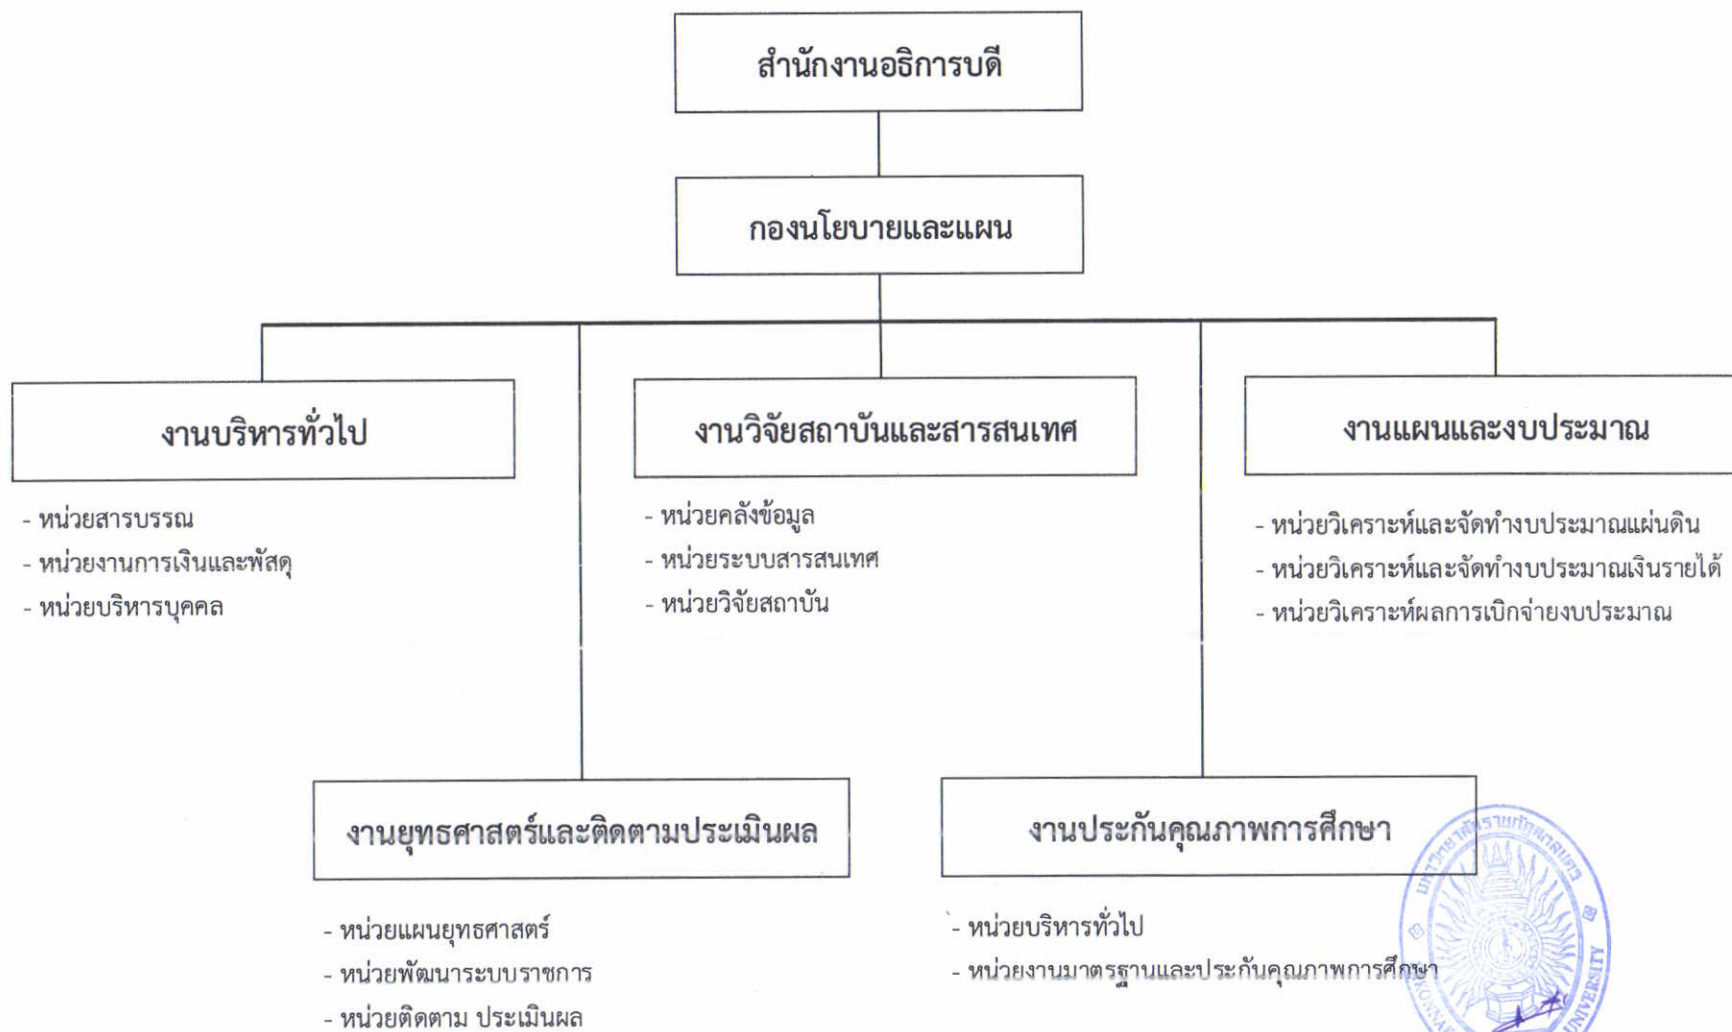 สำนักงานอธิการบดี
กองนโยบายและแผน
งานบริหารทั่วไป
- หน่วยสารบรรณ
- หน่วยงานการเงินและพัสดุ
- หน่วยบริหารบุคคล
งานวิจัยสถาบันและสารสนเทศ
- หน่วยคลังข้อมูล
- หน่วยระบบสารสนเทศ
- หน่วยวิจัยสถาบัน
งานแผนและงบประมาณ
- หน่วยวิเคราะห์และจัดทำงบประมาณแผ่นดิน
- หน่วยวิเคราะห์และจัดทำงบประมาณเงินรายได้
- หน่วยวิเคราะห์ผลการเบิกจ่ายงบประมาณ
งานยุทธศาสตร์และติดตามประเมินผล
- หน่วยแผนยุทธศาสตร์
- หน่วยพัฒนาระบบราชการ
- หน่วยติดตาม ประเมินผล
งานประกันคุณภาพการศึกษา
- หน่วยบริหารทั่วไป
- หน่วยงานมาตรฐานและประกันคุณภาพการศึกษา
UNIVERSITY